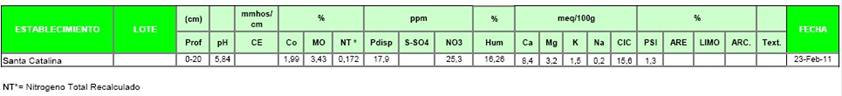 (cm) mmhos/ % ppm % meq/100g %
cm
ESTABLECIMIENTO LOTE FECHA
Prof pH CE Co MO NT * Pdisp S-SO4 NO3 Hum Ca Mg K Na CIC PSI ARE LIMO ARC. Text.
Santa Catalina 0-20 5,84 1,99 3,43 0,172 17,9 25,3 16,26 8,4 3,2 1,5 0,2 15,6 1,3 23-Feb-11
NT*= Nitrogeno Total Recalculado